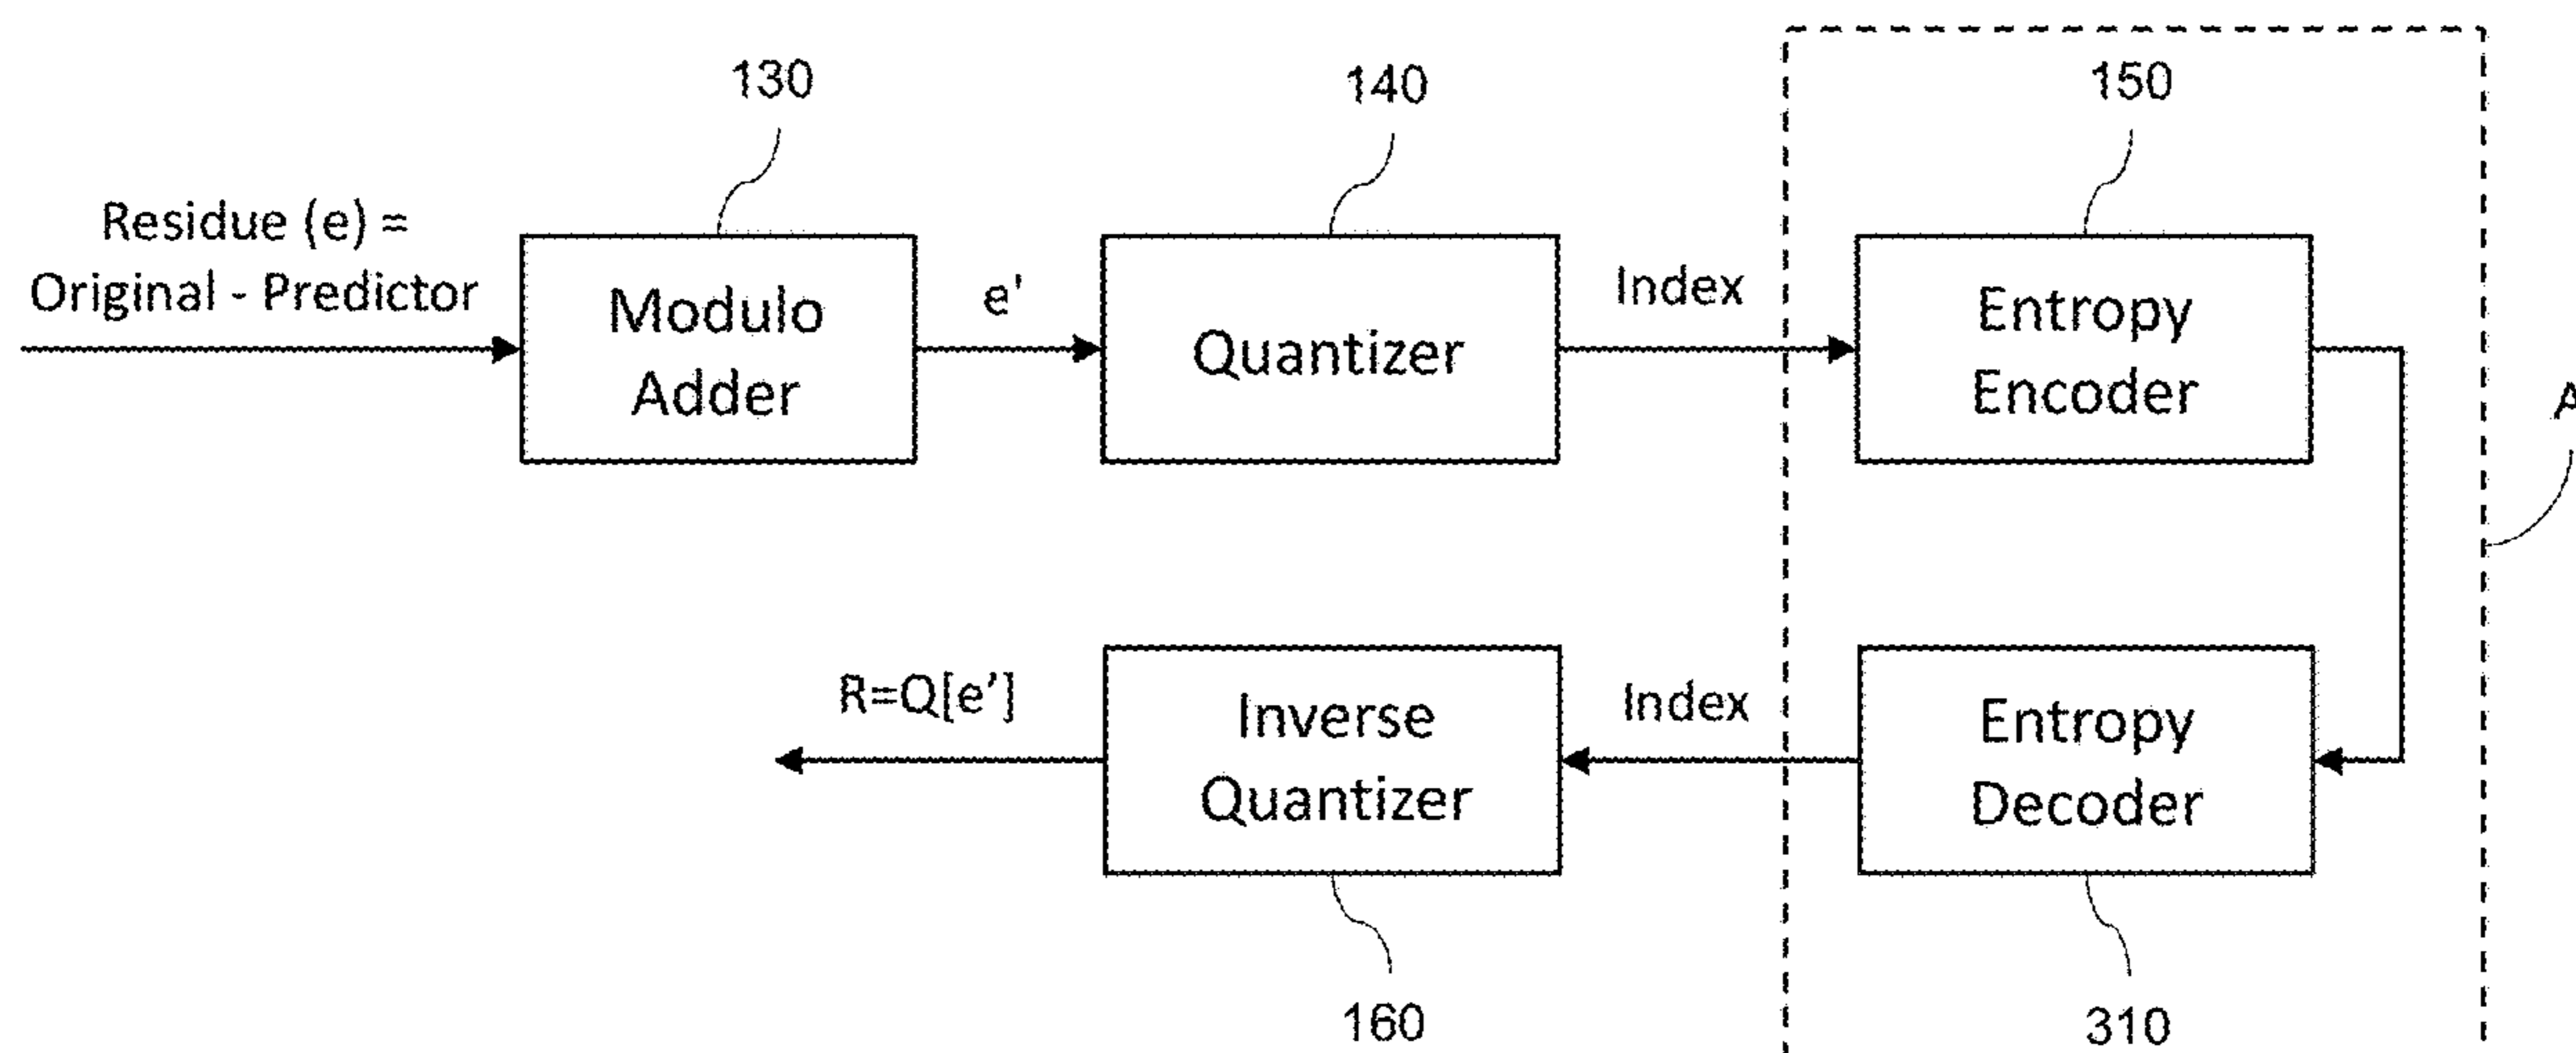 130
140
150
Residue (e) =
Original - Predictor
Modulo
Adder
e'
Quantizer
Index
Entropy
Encoder
A
R=Q[e’]
Inverse
Quantizer
Index
Entropy
Decoder
160
310